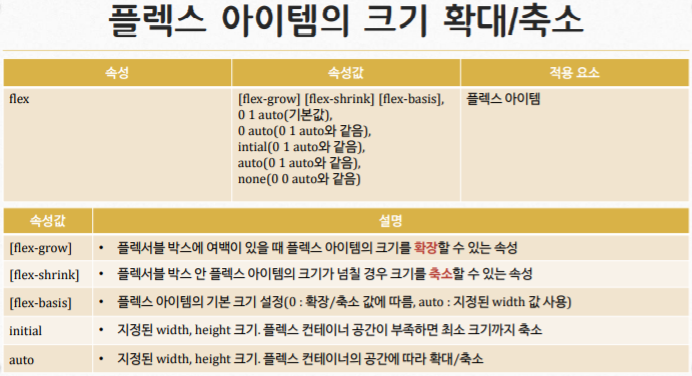 플렉스 아이템의 크기 확대/축소
속성 속성값 적용 요소
flex [flex-grow] [flex-shrink] [flex-basis], 플렉스 아이템
0 1 auto(기본값),
0 auto(0 1 auto와 같음),
intial(0 1 auto와 같음),
auto(0 1 auto와 같음),
none(0 0 auto와 같음)
속성값 설명
[flex-grow] • 플렉서블 박스에 여백이 있을 때 플렉스 아이템의 크기를 확장할 수 있는 속성
[flex-shrink] • 플렉서블 박스 안 플렉스 아이템의 크기가 넘칠 경우 크기를 축소할 수 있는 속성
[flex-basis] • 플렉스 아이템의 기본 크기 설정(0 : 확장/축소 값에 따름, auto : 지정된 width 값 사용)
initial • 지정된 width, height 크기. 플렉스 컨테이너 공간이 부족하면 최소 크기까지 축소
auto • 지정된 width, height 크기. 플렉스 컨테이너의 공간에 따라 확대/축소